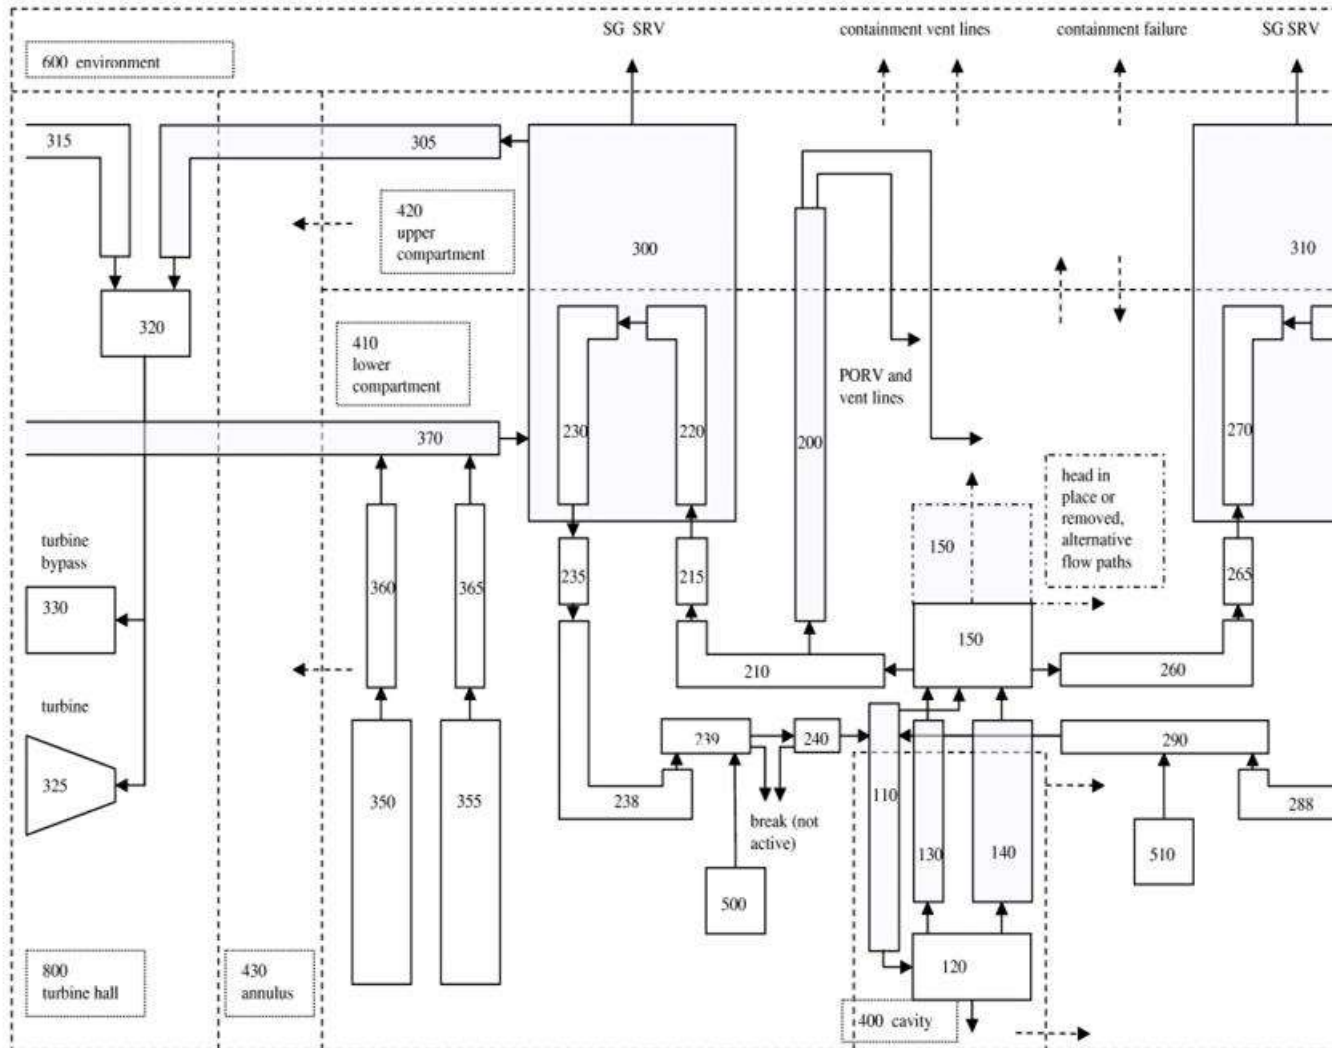 SG SRV
containment vent lines
containment failure
SG SRV
600 environment
315
305
420
upper
compartment
300
310
320
410
lower
compartment
PORV and
vent lines
370
230
220
200
270
head in
place or
removed,
alternative
flow paths
turbine
bypass
330
360
365
235
215
150
265
150
210
260
turbine
325
239
240
290
350
355
238
110
288
break (not
active)
130
140
510
500
800
turbine hall
430
annulus
120
400 cavity